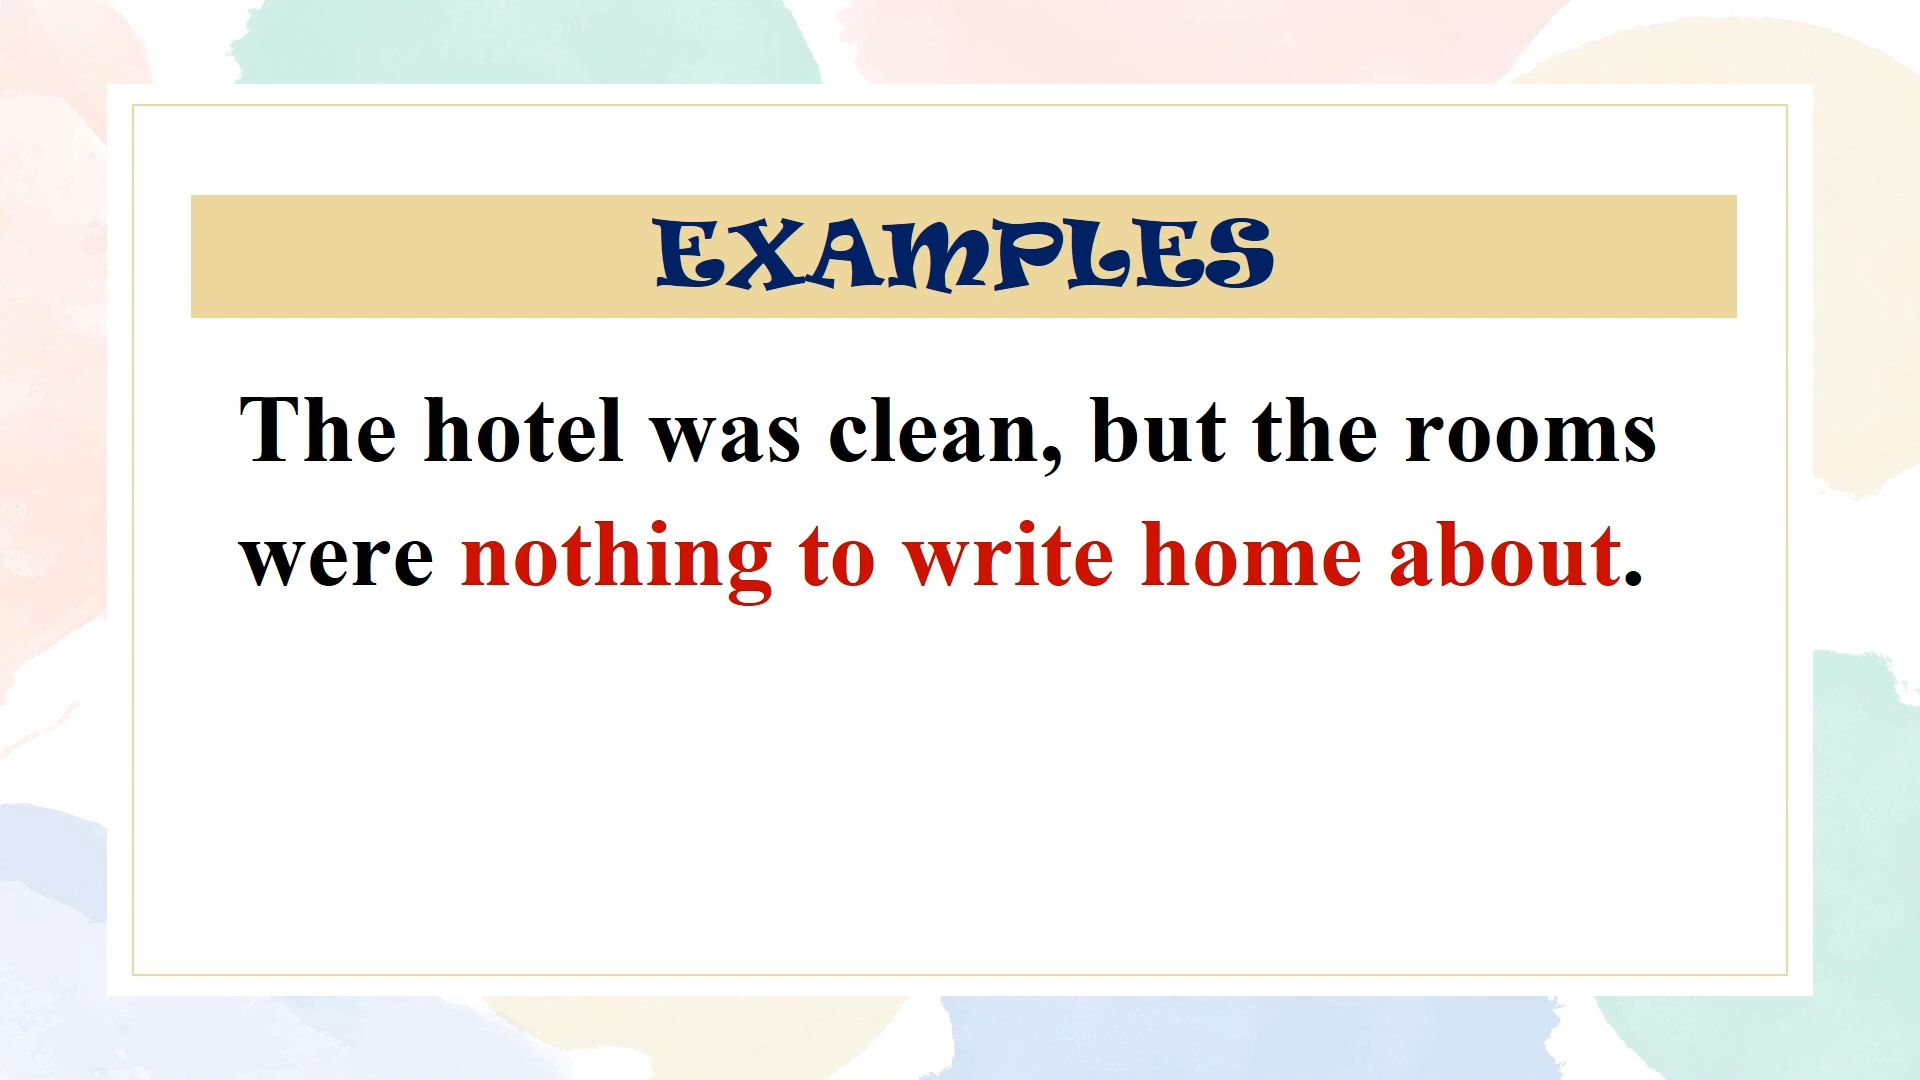 EXAMPLES
The hotel was clean, but the rooms
were nothing to write home about.